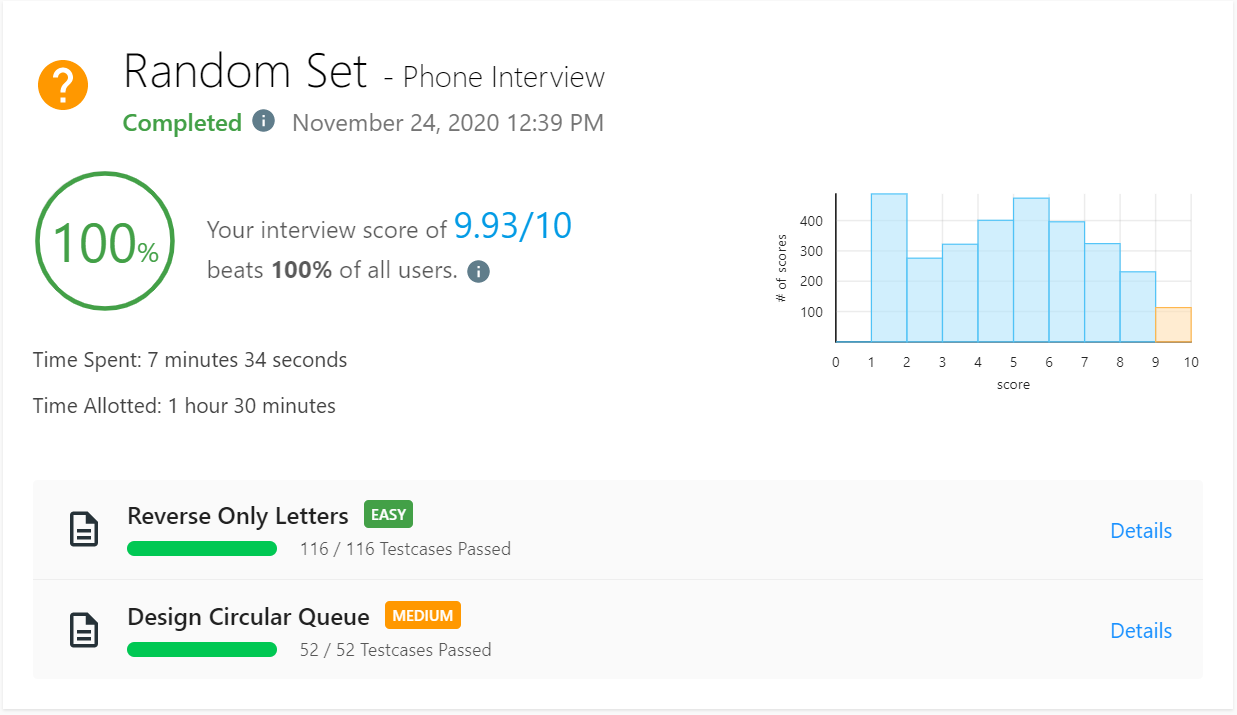 Random Set - Phone Interview
Completed November 24, 2020 12:39 PM
100%
Your interview score of 9.93/10
beats 100% of all users.
Time Spent: 7 minutes 34 seconds
Time Allotted: 1 hour 30 minutes
# of scores
400
300
200
100
0 1 2 3 4 5 6 7 8 9 10
score
Reverse Only Letters EASY
116 / 116 Testcases Passed
Details
Design Circular Queue MEDIUM
52 / 52 Testcases Passed
Details